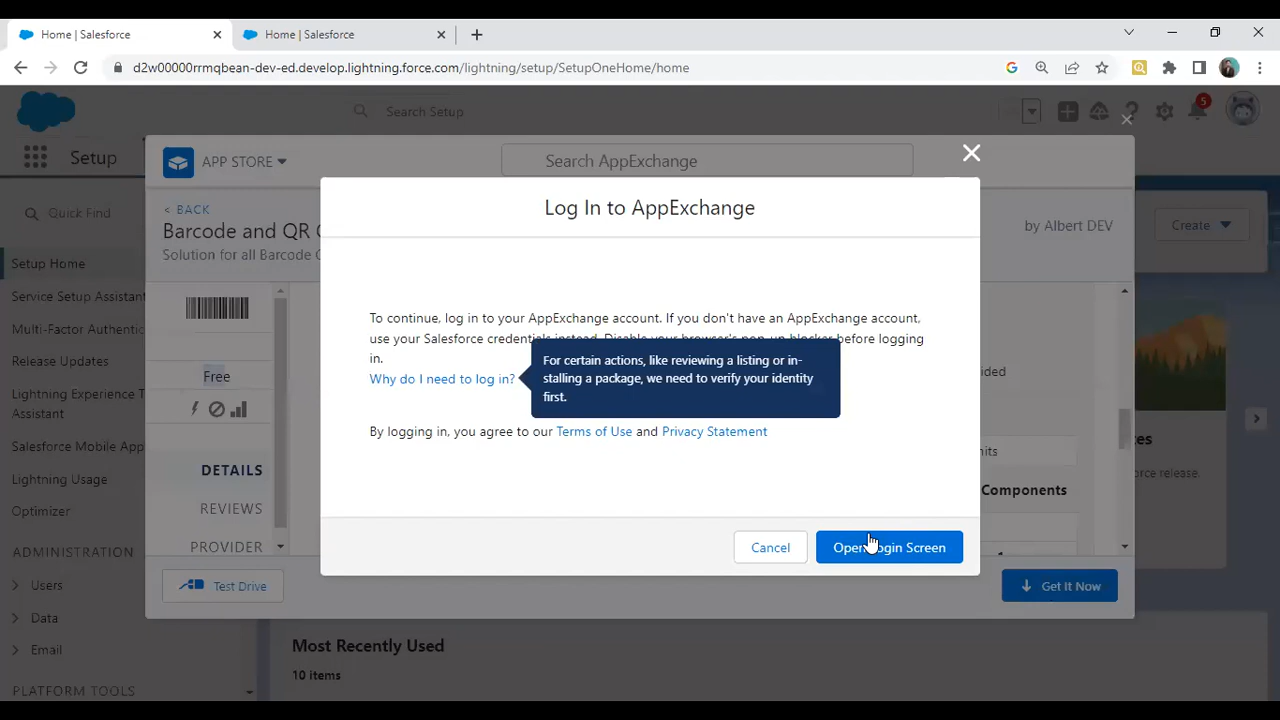 Home | Salesforce
Home | Salesforce
d2w00000rrmqbean-dev-ed.develop.lightning.force.com/lightning/setup/SetupOneHome/home
Search Setup
5
Setup
APP STORE
Search AppExchange
Quick Find
< BACK
Barcode and QR
Solution for all Barcode
by Albert DEV
Create
Log In to AppExchange
Setup Home
Service Setup Assistant
Multi-Factor Authentic
Release Updates
Lightning Experience T
Assistant
Salesforce Mobile App
Lightning Usage
Optimizer
ADMINISTRATION
Users
Data
Email
PLATFORM TOOLS
Free
DETAILS
REVIEWS
PROVIDER
Test Drive
To continue, log in to your AppExchange account. If you don't have an AppExchange account,
use your Salesforce credentials instead. Disable your browser's pop-up blocker before logging
in.
Why do I need to log in?
For certain actions, like reviewing a listing or in-
stalling a package, we need to verify your identity
first.
By logging in, you agree to our Terms of Use and Privacy Statement
Cancel
Open Login Screen
Components
Get It Now
force release.
Most Recently Used
10 items